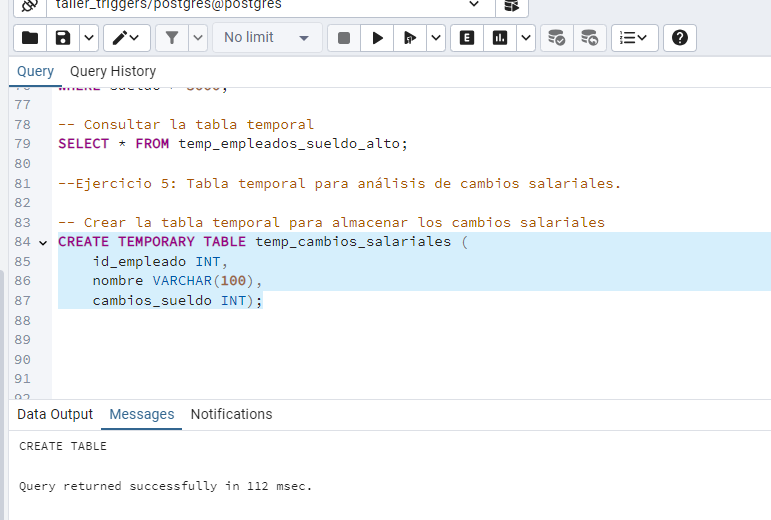 taller_triggers/postgres@postgres
No limit
E
Query Query History
77
78 -- Consultar la tabla temporal
79 SELECT * FROM temp_empleados_sueldo_alto;
80
81 --Ejercicio 5: Tabla temporal para análisis de cambios salariales.
82
83 -- Crear la tabla temporal para almacenar los cambios salariales
84 CREATE TEMPORARY TABLE temp_cambios_salariales (
85 id_empleado INT,
86 nombre VARCHAR(100),
87 cambios_sueldo INT);
88
89
90
91
Data Output Messages Notifications
CREATE TABLE
Query returned successfully in 112 msec.